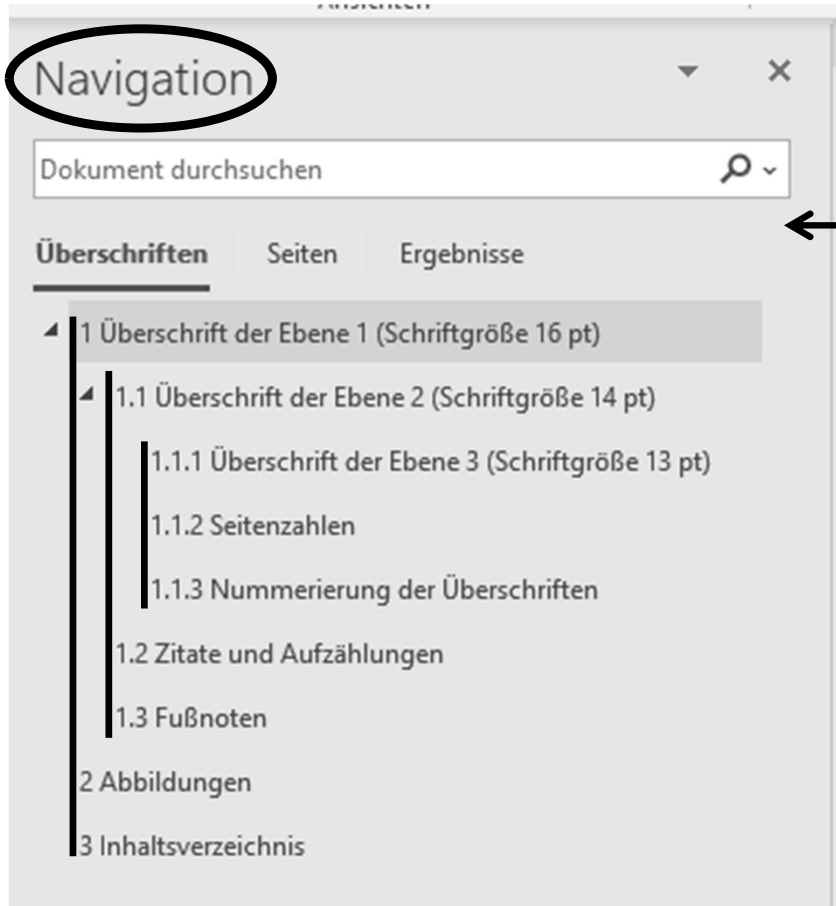 Ansichten
Navigation
Dokument durchsuchen
Überschriften Seiten Ergebnisse
1 Überschrift der Ebene 1 (Schriftgröße 16 pt)
1.1 Überschrift der Ebene 2 (Schriftgröße 14 pt)
1.1.1 Überschrift der Ebene 3 (Schriftgröße 13 pt)
1.1.2 Seitenzahlen
1.1.3 Nummerierung der Überschriften
1.2 Zitate und Aufzählungen
1.3 Fußnoten
2 Abbildungen
3 Inhaltsverzeichnis